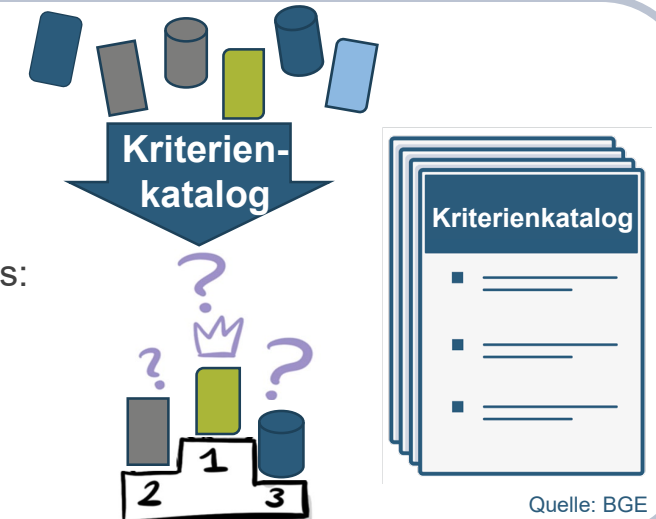 Kriterien-
katalog
Kriterienkatalog
s:
?
?
?
1
2
3
Quelle: BGE